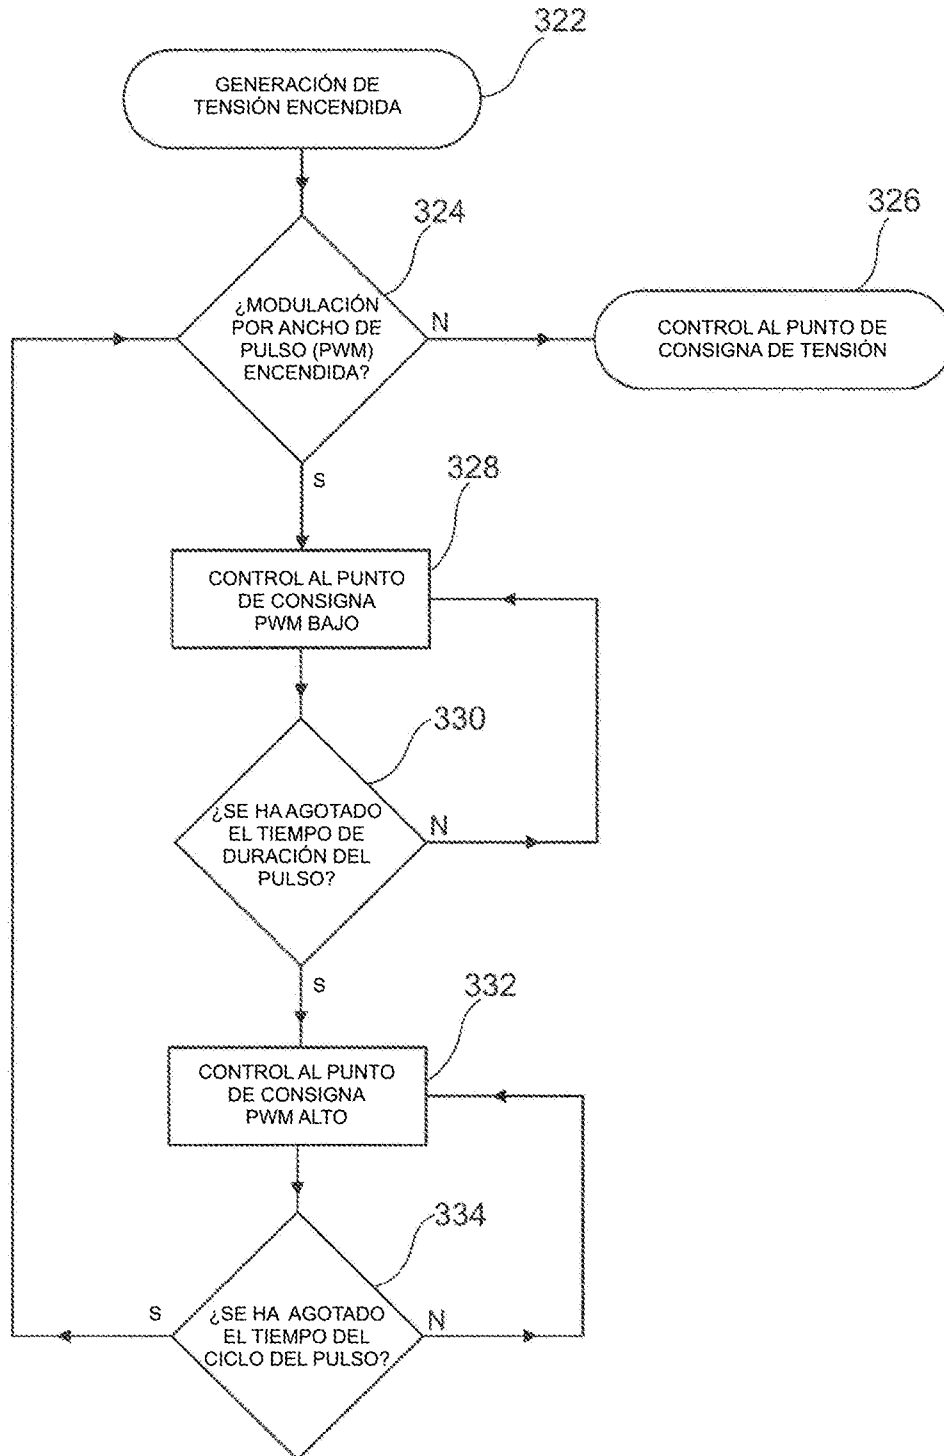 322
GENERACIÓN DE
TENSIÓN ENCENDIDA
324
326
¿MODULACIÓN
POR ANCHO DE
PULSO (PWM)
ENCENDIDA?
N
CONTROL AL PUNTO DE
CONSIGNA DE TENSIÓN
S
328
CONTROL AL PUNTO
DE CONSIGNA
PWM BAJO
330
¿SE HA AGOTADO
EL TIEMPO DE
DURACIÓN DEL
PULSO?
N
S
332
CONTROL AL PUNTO
DE CONSIGNA
PWM ALTO
334
S
¿SE HA AGOTADO
EL TIEMPO DEL
CICLO DEL PULSO?
N